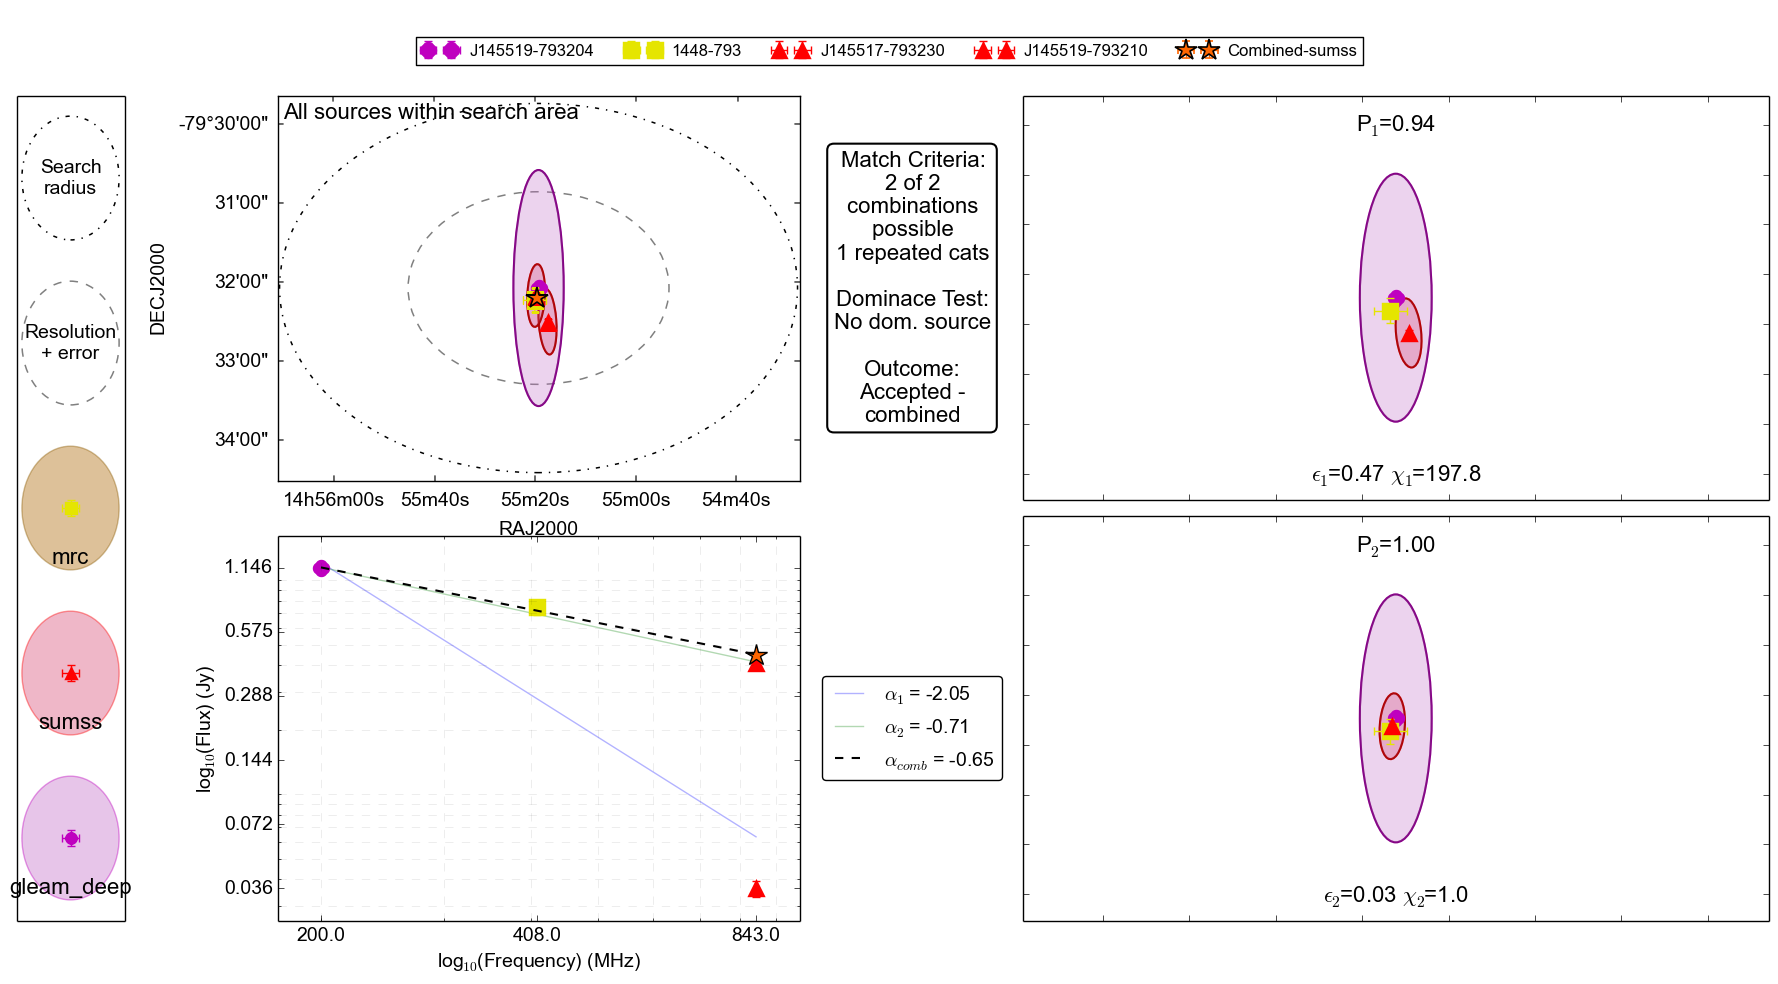 J145519-793204 1448-793 J145517-793230 J145519-793210 Combined-sumss
Search
radius
Resolution
+ error
mrc
sumss
gleam_deep
All sources within search area
DECJ2000
-79°30'00"
31'00"
32'00"
33'00"
34'00"
14h56m00s 55m40s 55m20s 55m00s 54m40s
RAJ2000
Match Criteria:
2 of 2
combinations
possible
1 repeated cats
Dominace Test:
No dom. source
Outcome:
Accepted -
combined
P₁=0.94
ϵ₁=0.47 χ₁=197.8
P₂=1.00
ϵ₂=0.03 χ₂=1.0
log₁₀(Flux) (Jy)
1.146
0.575
0.288
0.144
0.072
0.036
200.0 408.0 843.0
log₁₀(Frequency) (MHz)
α₁ = -2.05
α₂ = -0.71
α_comb = -0.65